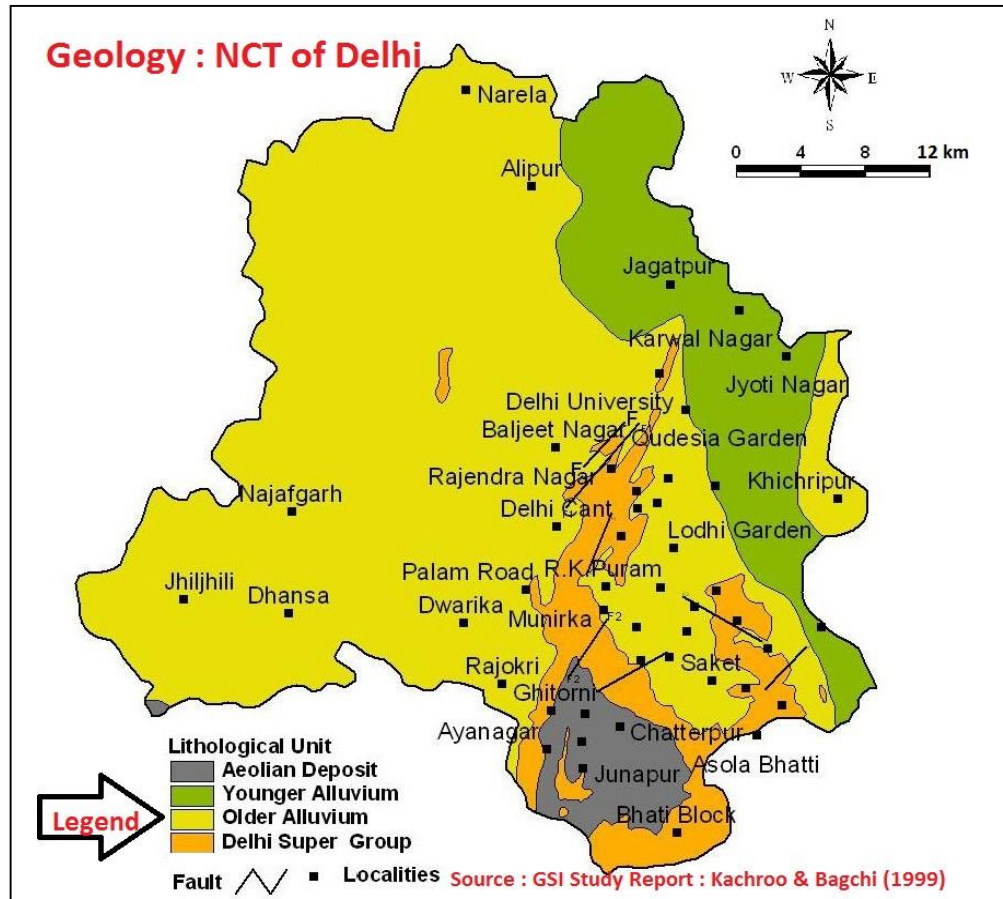 Geology : NCT of Delhi
N
W E
S
0 4 8 12 km
Narela
Alipur
Jagatpur
Karwal Nagar
Jyoti Nagar
Delhi University
F
Baljeet Nagar
Oudesia Garden
F
Rajendra Nagar
Khichripur
Najafgarh
Delhi Cant
Lodhi Garden
Palam Road
R.K.Puram
Jhiljhili
Dhansa
Dwarika
Munirka
F2
Rajokri
Saket
F2
Ghitorni
Ayanagar
Chatterpur
Asola Bhatti
Junapur
Bhati Block
Legend
Lithological Unit
Aeolian Deposit
Younger Alluvium
Older Alluvium
Delhi Super Group
Fault
Localities
Source : GSI Study Report : Kachroo & Bagchi (1999)